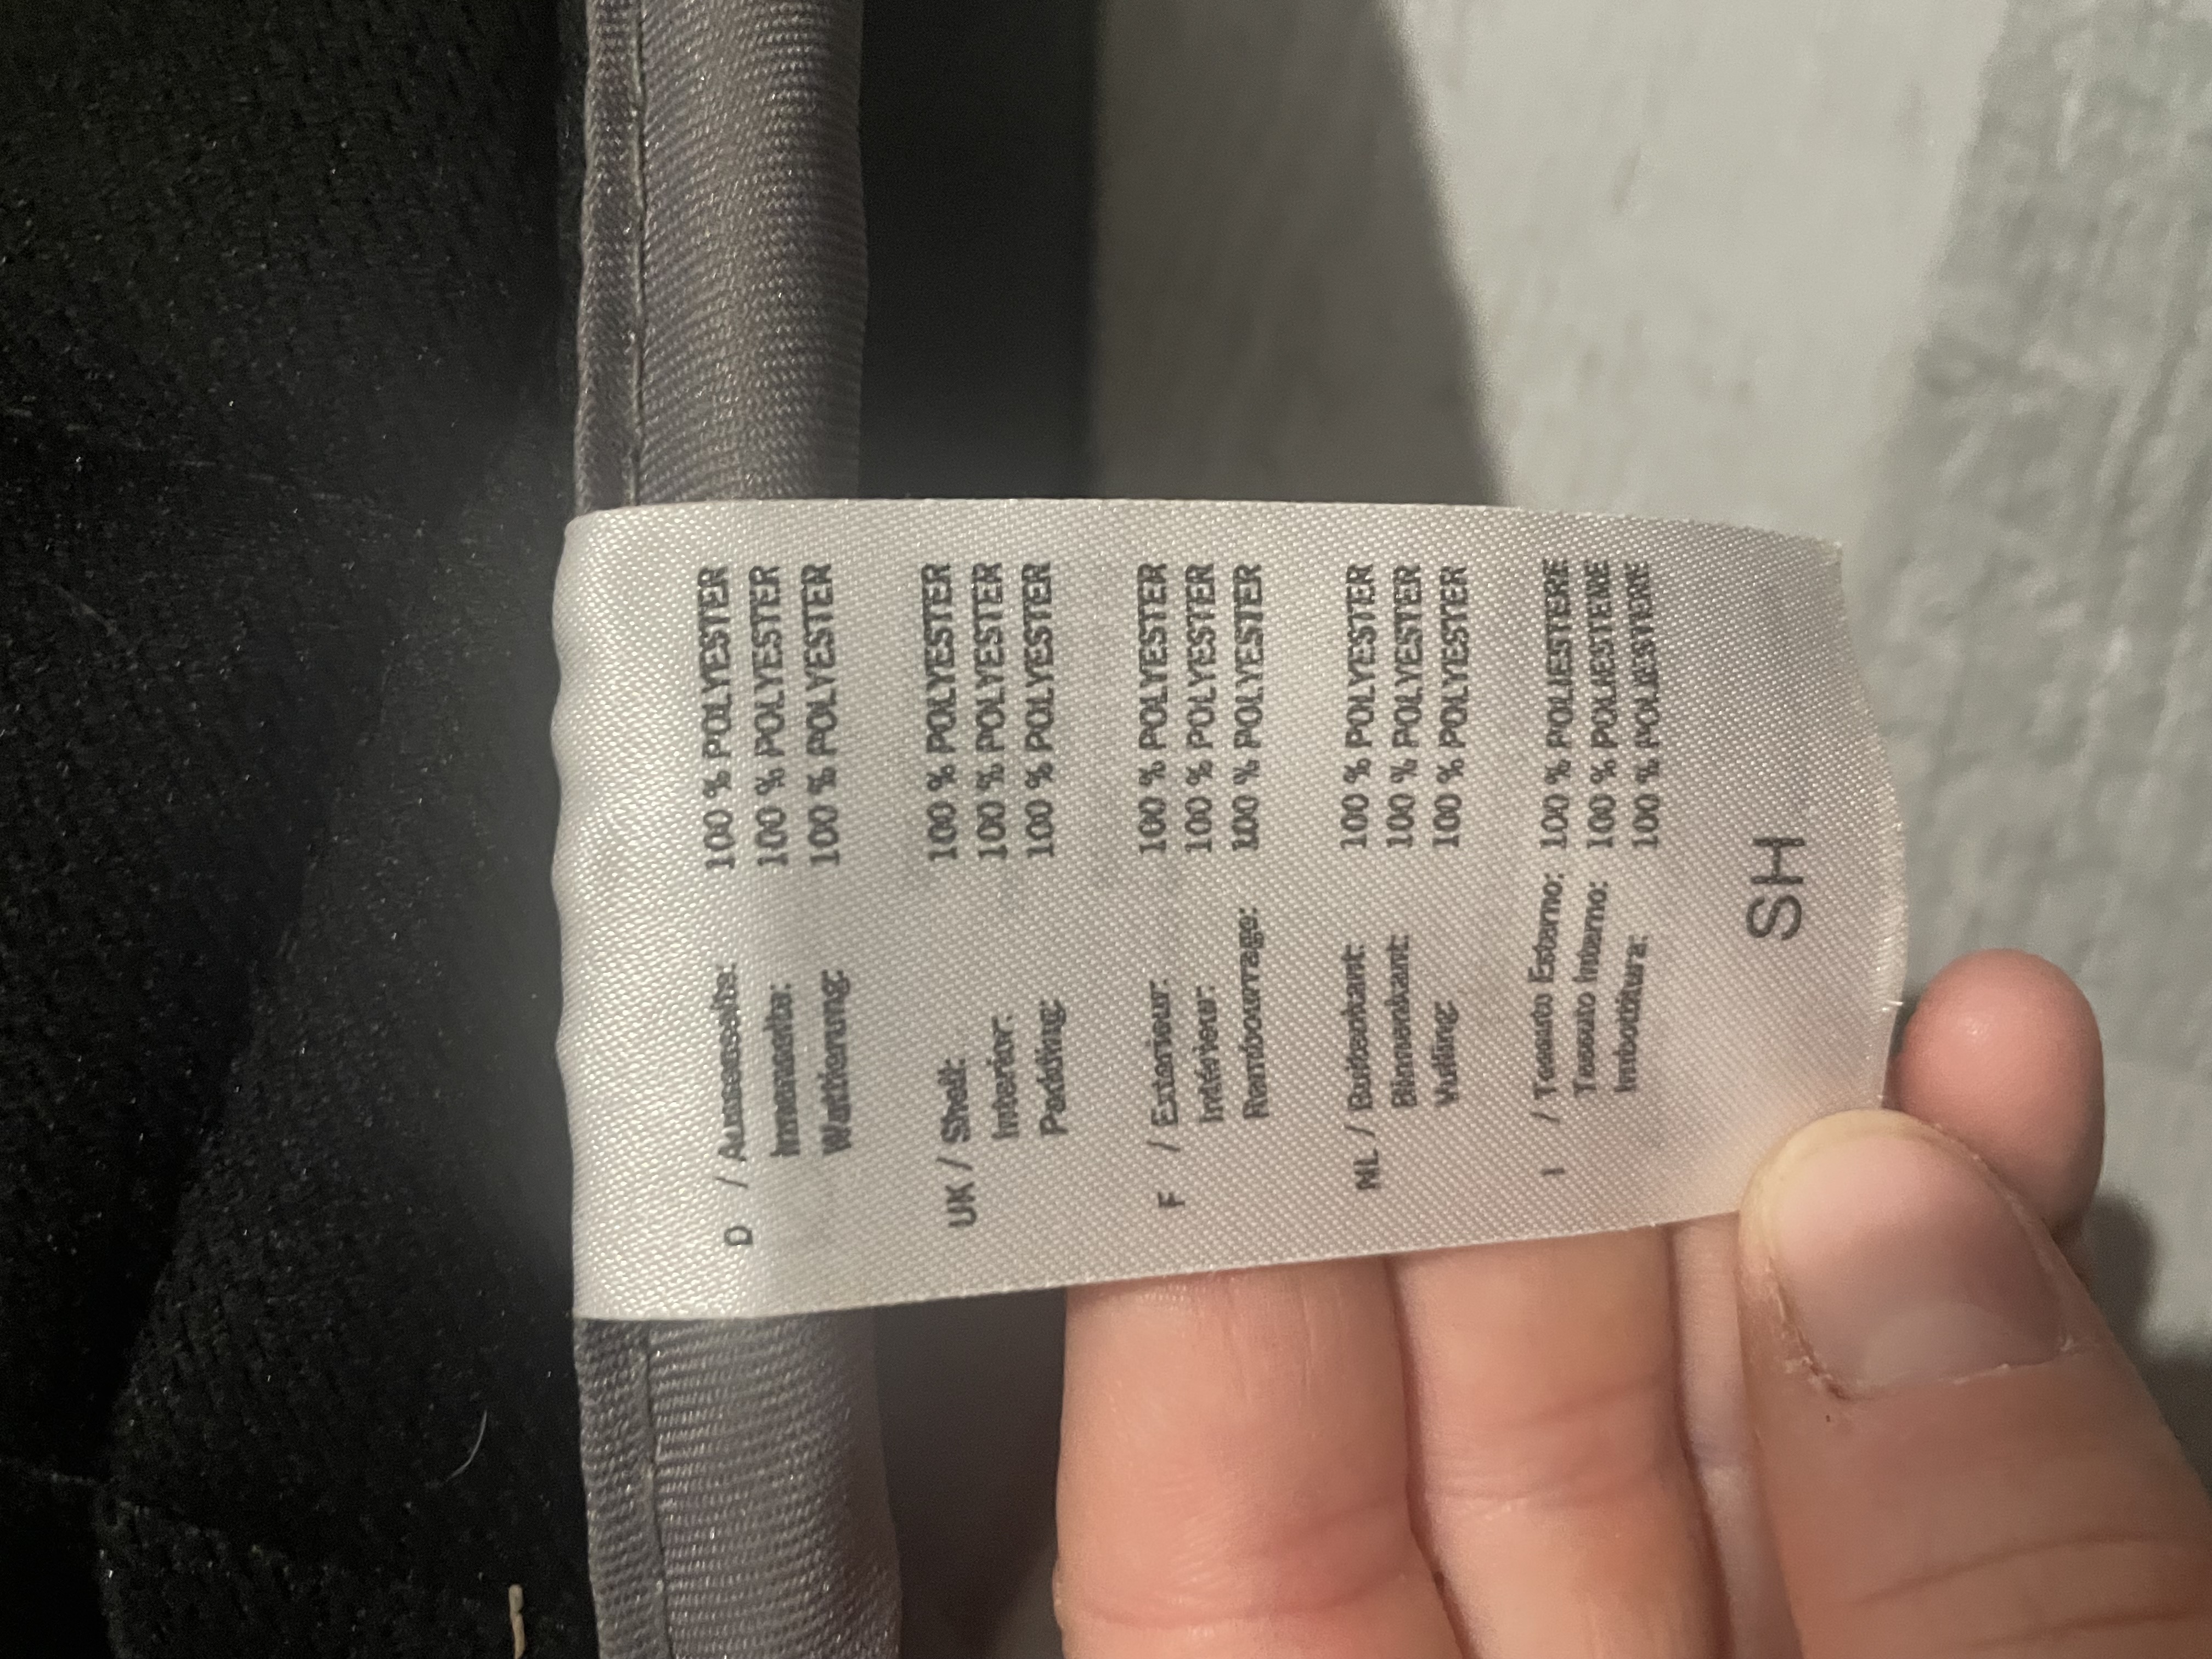 D / Aussenseite: 100 % POLYESTER
Innenseite: 100 % POLYESTER
Wattierung: 100 % POLYESTER
UK / Shell: 100 % POLYESTER
Interior: 100 % POLYESTER
Padding: 100 % POLYESTER
F / Exterieur: 100 % POLYESTER
Intérieur: 100 % POLYESTER
Rembourrage: 100 % POLYESTER
NL / Buitenkant: 100 % POLYESTER
Binnenkant: 100 % POLYESTER
Vulling: 100 % POLYESTER
I / Tessuto Esterno: 100 % POLIESTERE
Tessuto Interno: 100 % POLIESTERE
Imbottitura: 100 % POLIESTERE
SH